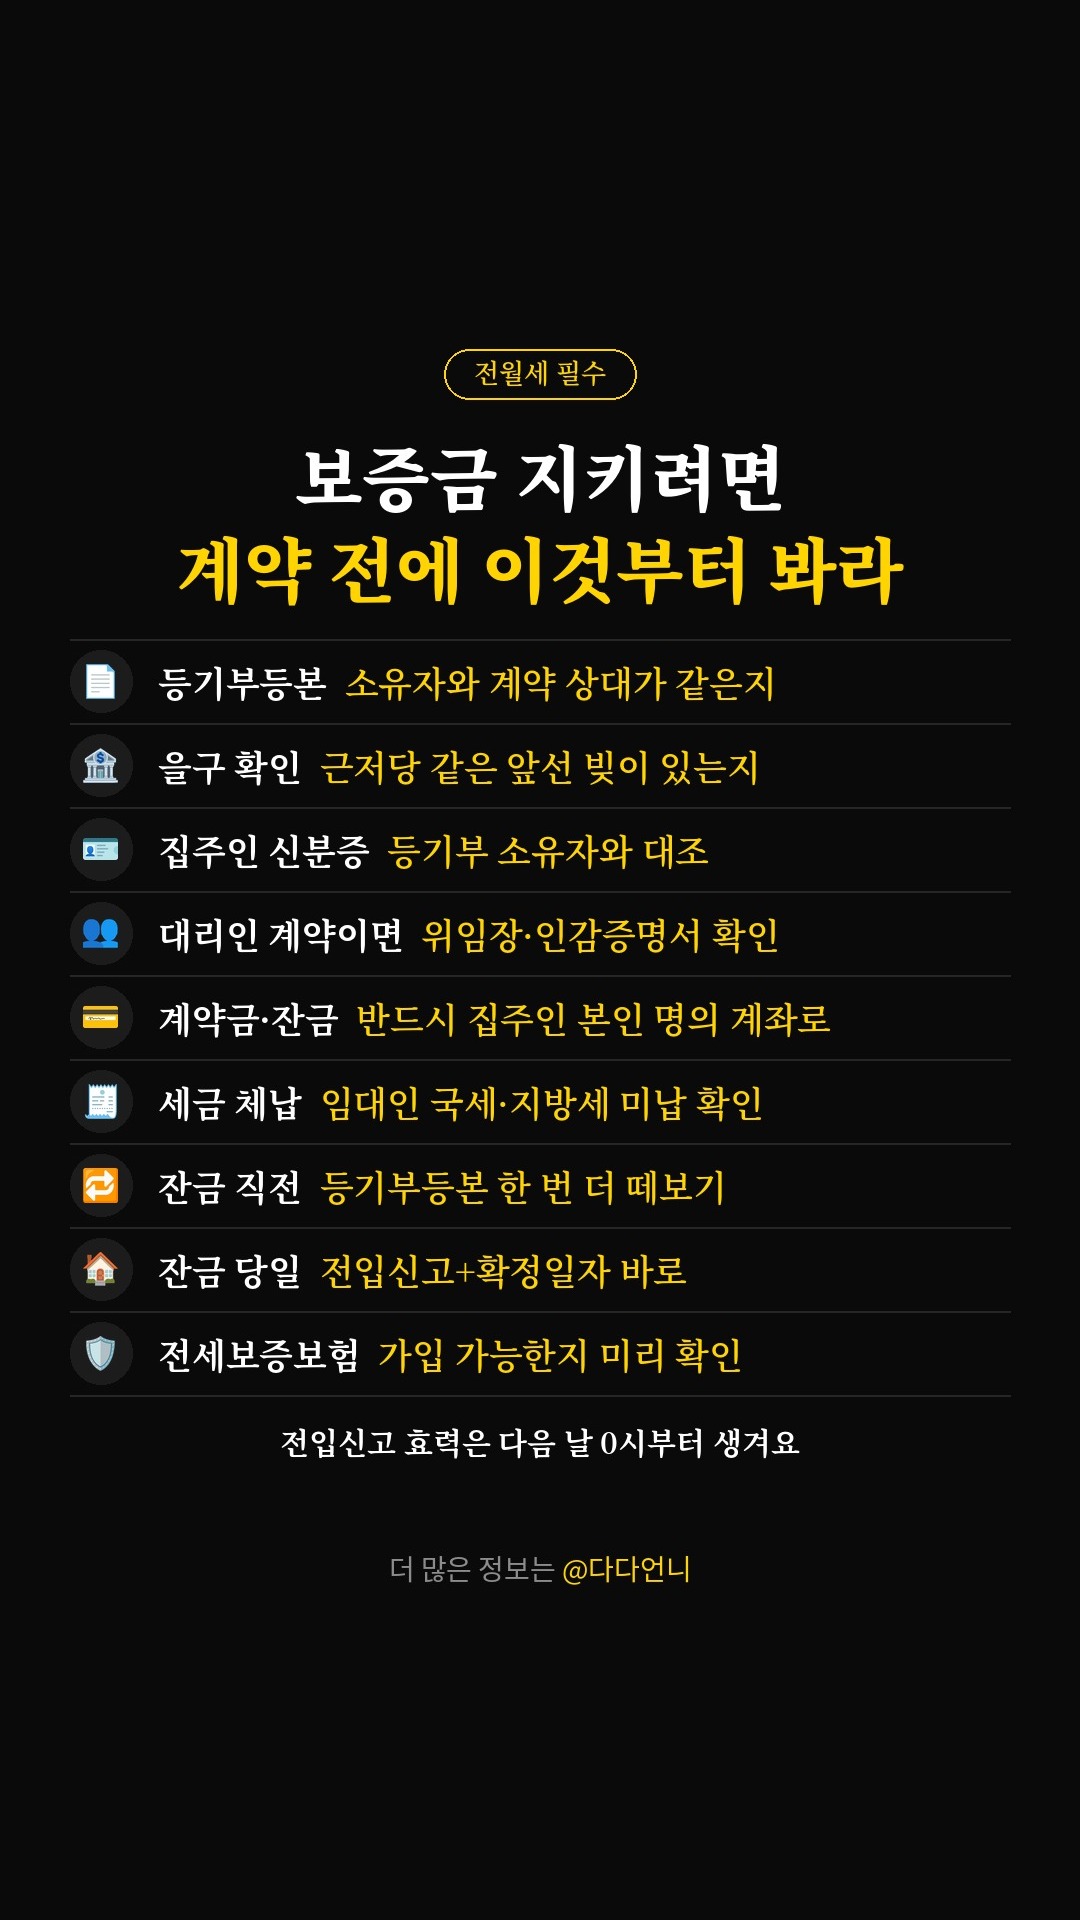 전월세 필수
보증금 지키려면
계약 전에 이것부터 봐라
등기부등본 소유자와 계약 상대가 같은지
을구 확인 근저당 같은 앞선 빚이 있는지
집주인 신분증 등기부 소유자와 대조
대리인 계약이면 위임장·인감증명서 확인
계약금·잔금 반드시 집주인 본인 명의 계좌로
세금 체납 임대인 국세·지방세 미납 확인
잔금 직전 등기부등본 한 번 더 떼보기
잔금 당일 전입신고+확정일자 바로
전세보증보험 가입 가능한지 미리 확인
전입신고 효력은 다음 날 0시부터 생겨요
더 많은 정보는 @다다언니